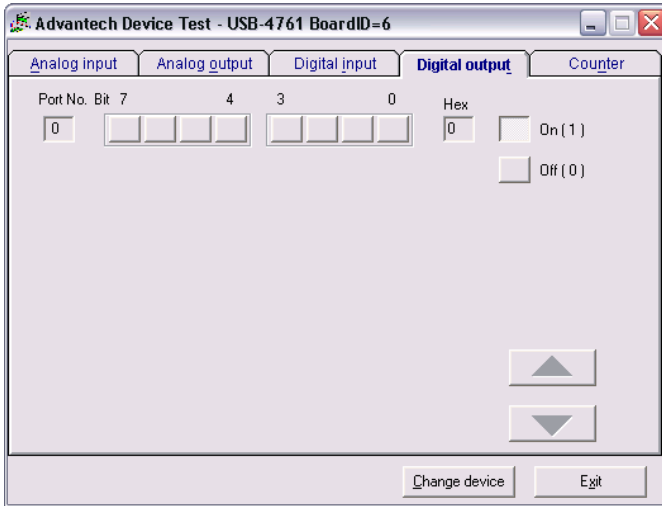 Advantech Device Test - USB-4761 BoardID=6
Analog input Analog output Digital input Digital output Counter
Port No. Bit 7 4 3 0 Hex
0 0 On ( 1 )
Off ( 0 )
Change device Exit